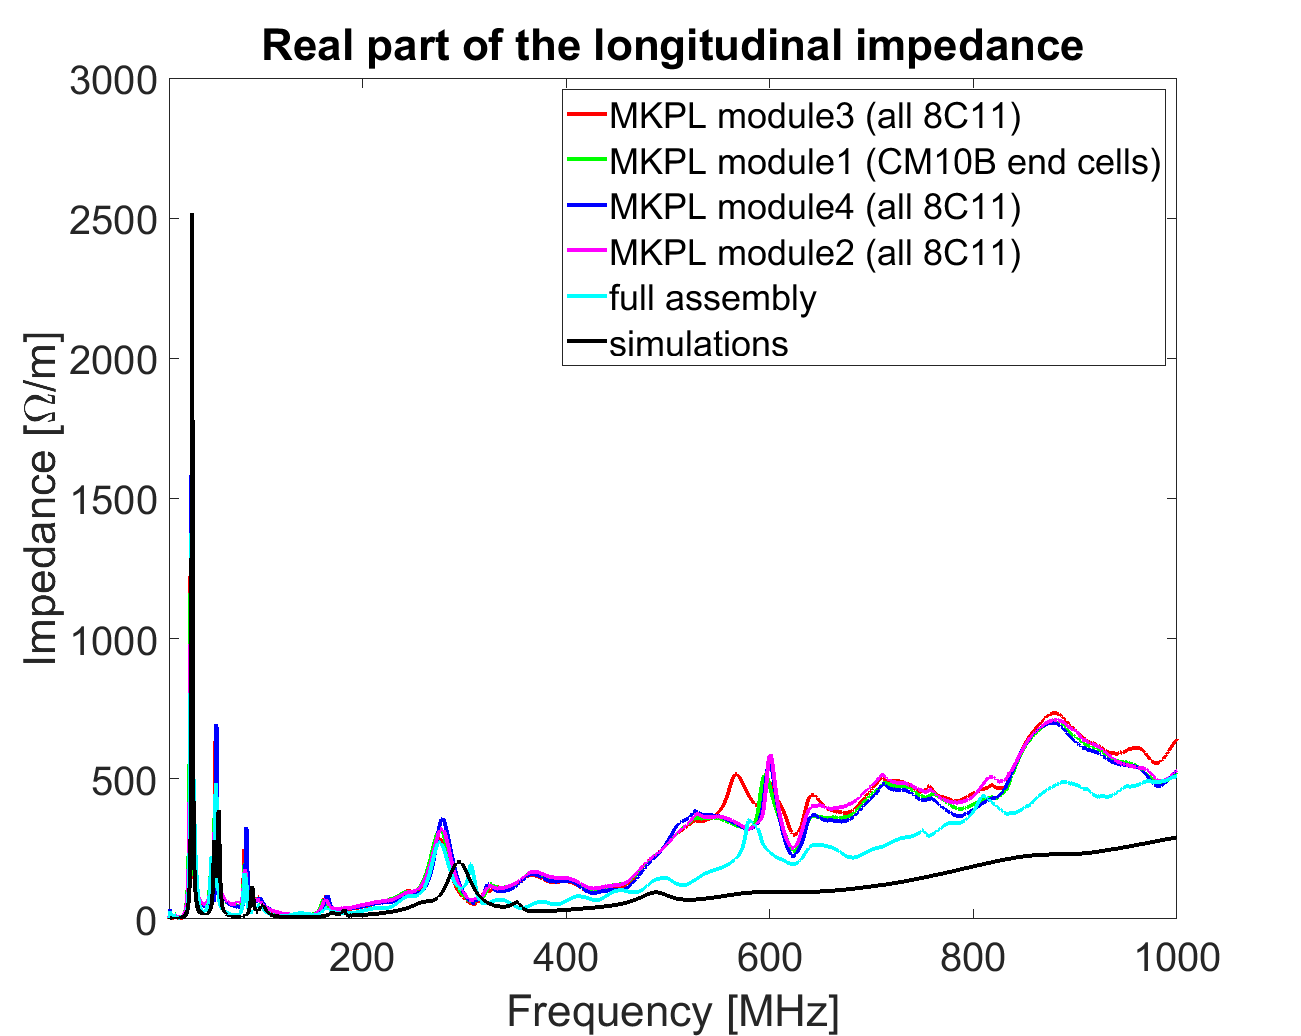 Real part of the longitudinal impedance
3000
2500
2000
1500
1000
500
0
Impedance [Ω/m]
MKPL module3 (all 8C11)
MKPL module1 (CM10B end cells)
MKPL module4 (all 8C11)
MKPL module2 (all 8C11)
full assembly
simulations
200 400 600 800 1000
Frequency [MHz]